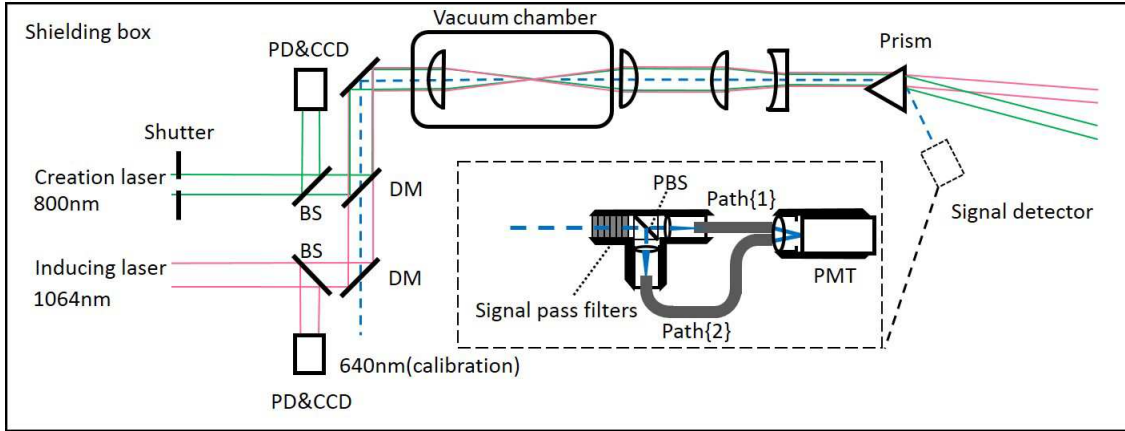 Shielding box
Vacuum chamber
PD&CCD
Prism
Shutter
Creation laser
800nm
BS
DM
PBS
Path{1}
Signal detector
BS
Inducing laser
1064nm
DM
PMT
Signal pass filters
Path{2}
640nm(calibration)
PD&CCD